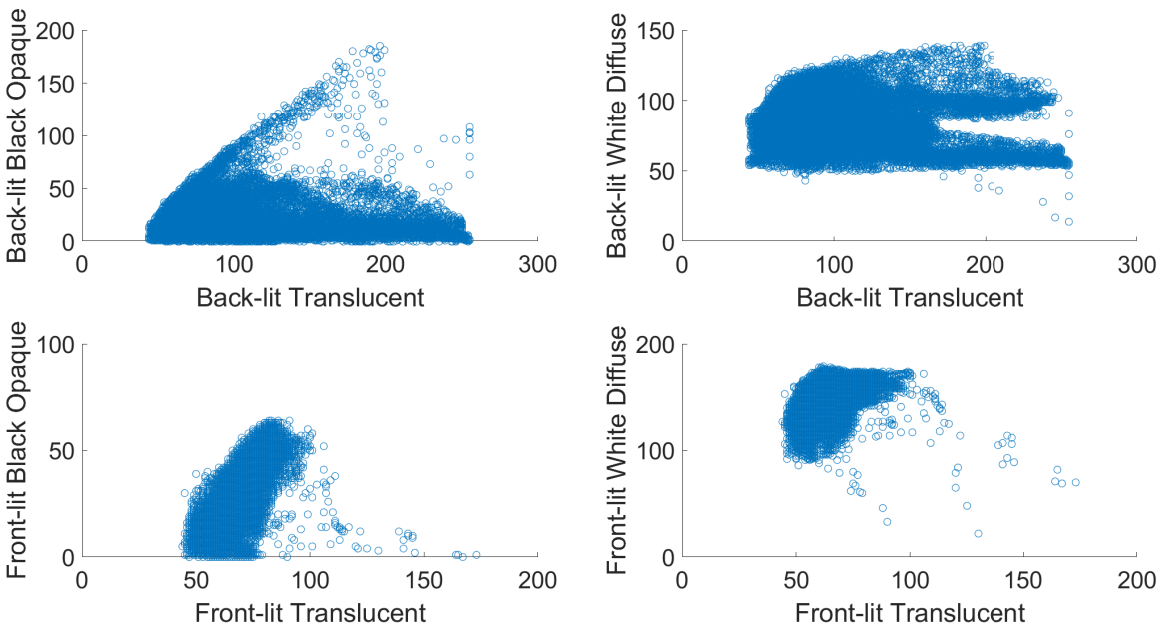 200
150
100
50
0
Back-lit Black Opaque
0 100 200 300
Back-lit Translucent
150
100
50
0
Back-lit White Diffuse
0 100 200 300
Back-lit Translucent
100
50
0
Front-lit Black Opaque
0 50 100 150 200
Front-lit Translucent
200
100
0
Front-lit White Diffuse
0 50 100 150 200
Front-lit Translucent